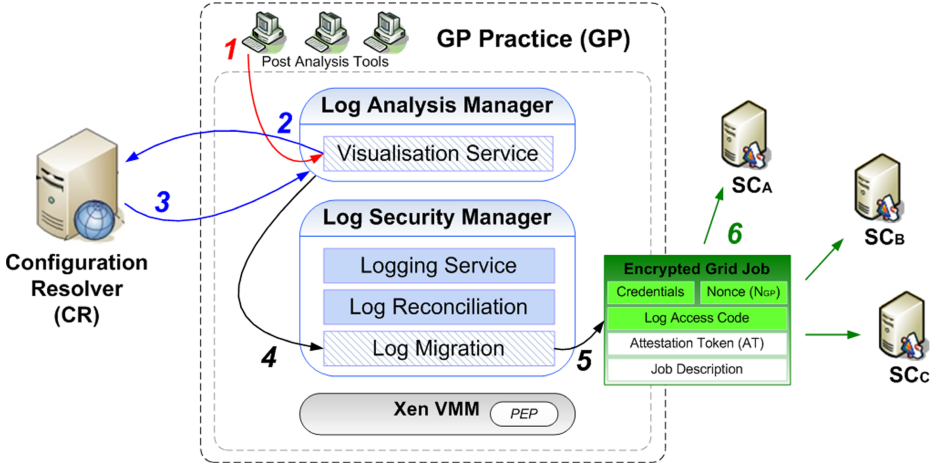 1
GP Practice (GP)
Post Analysis Tools
Log Analysis Manager
2
Visualisation Service
3
Configuration
Resolver
(CR)
Log Security Manager
Logging Service
Log Reconciliation
4
Log Migration
5
Xen VMM
PEP
Encrypted Grid Job
Credentials
Nonce (NGP)
Log Access Code
Attestation Token (AT)
Job Description
6
SCA
SCB
SCC